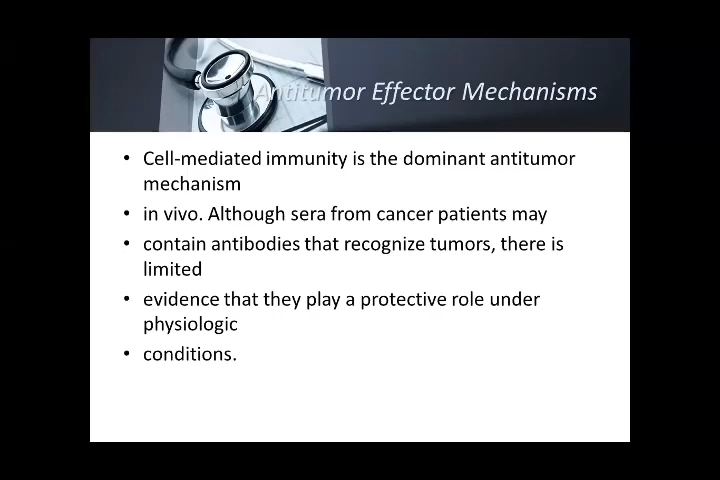 Antitumor Effector Mechanisms
• Cell-mediated immunity is the dominant antitumor
mechanism
• in vivo. Although sera from cancer patients may
• contain antibodies that recognize tumors, there is
limited
• evidence that they play a protective role under
physiologic
• conditions.